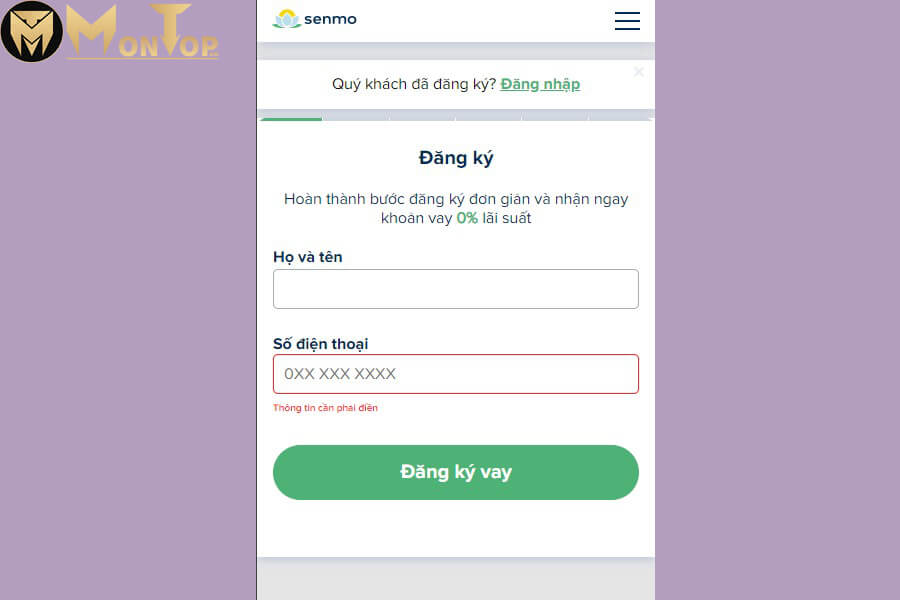 MONTOP
senmo
Quý khách đã đăng ký? Đăng nhập
Đăng ký
Hoàn thành bước đăng ký đơn giản và nhận ngay
khoản vay 0% lãi suất
Họ và tên
Số điện thoại
0XX XXX XXXX
Thông tin cần phải điền
Đăng ký vay